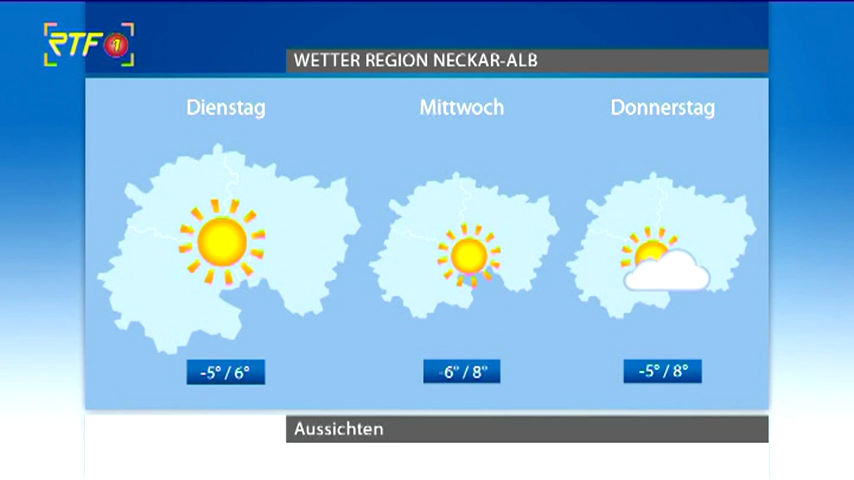 RTF 1
WETTER REGION NECKAR-ALB
Dienstag
Mittwoch
Donnerstag
-5° / 6°
-6° / 8°
-5° / 8°
Aussichten